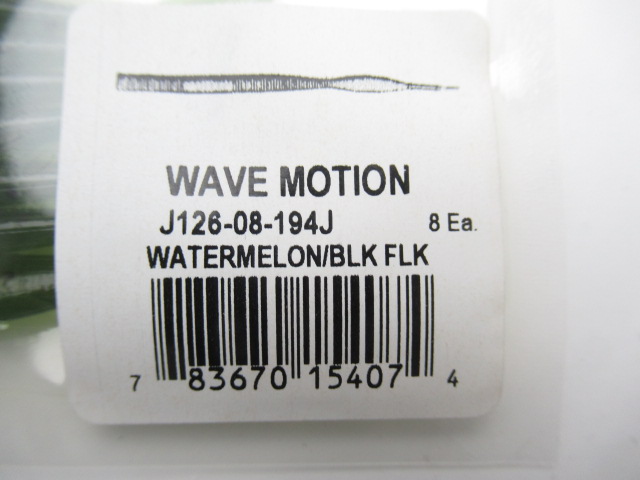 WAVE MOTION
J126-08-194J 8 Ea.
WATERMELON/BLK FLK
7 83670 15407 4